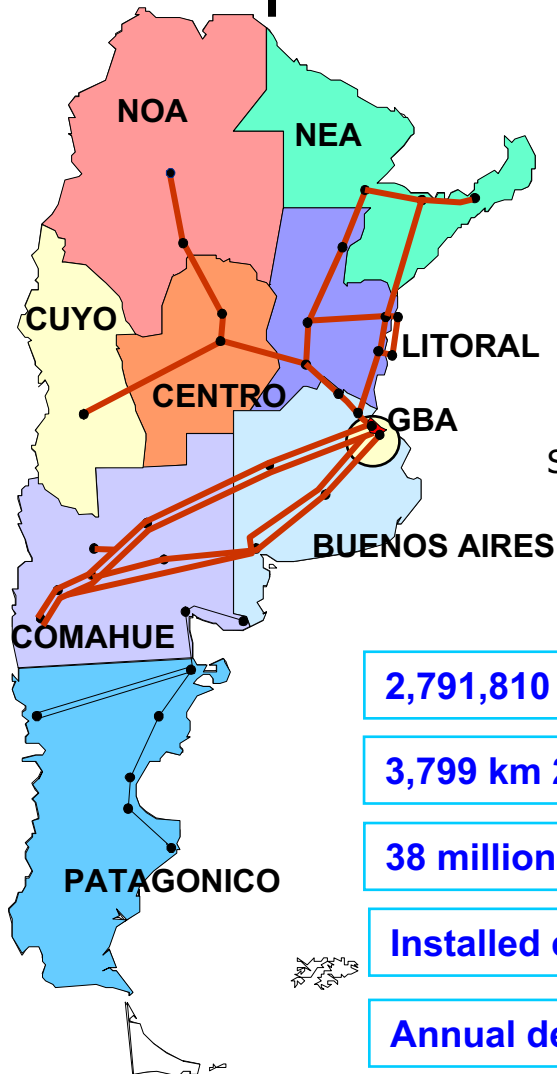 NOA
NEA
CUYO
LITORAL
CENTRO
GBA
S
BUENOS AIRES
COMAHUE
2,791,810
3,799 km
38 million
PATAGONICO
Installed
Annual de